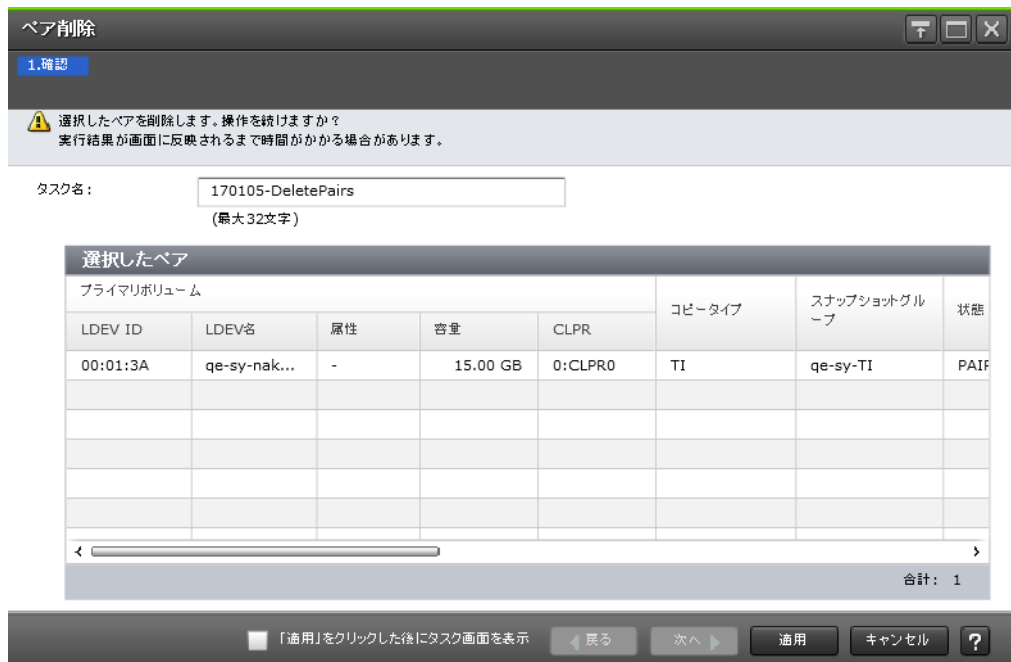 ペア削除
1.確認
選択したペアを削除します。操作を続けますか？
実行結果が画面に反映されるまで時間がかかる場合があります。
タスク名： 170105-DeletePairs
(最大32文字)
選択したペア
プライマリボリューム
コピータイプ
スナップショットグル
ープ
状態
LDEV ID LDEV名 属性 容量 CLPR
00:01:3A qe-sy-nak... - 15.00 GB 0:CLPR0 TI qe-sy-TI PAIR
合計： 1
「適用」をクリックした後にタスク画面を表示 戻る 次へ 適用 キャンセル ?